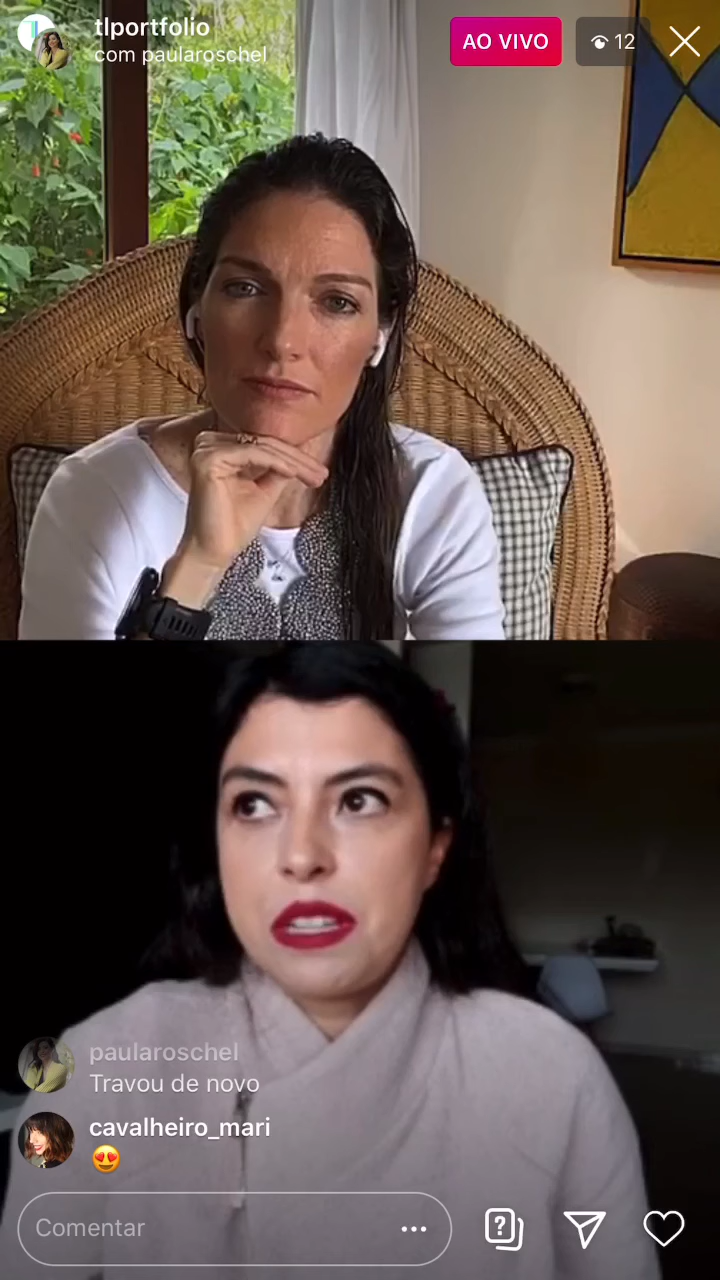 tlportfolio
com paularoschel
AO VIVO
12
paularoschel
Travou de novo
cavalheiro_mari
😍
Comentar